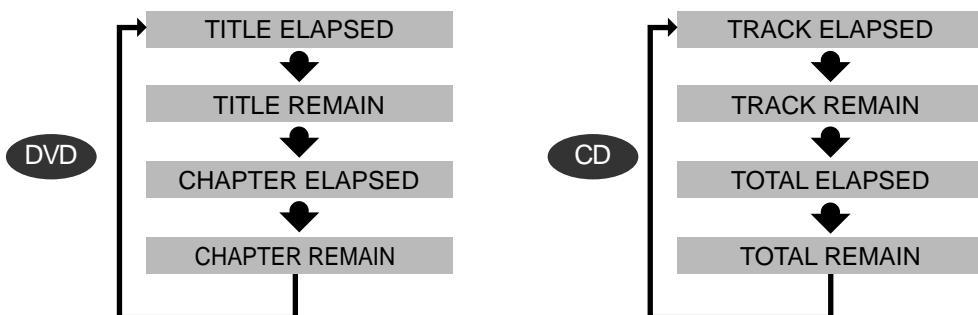 DVD
TITLE ELAPSED
TITLE REMAIN
CHAPTER ELAPSED
CHAPTER REMAIN
CD
TRACK ELAPSED
TRACK REMAIN
TOTAL ELAPSED
TOTAL REMAIN